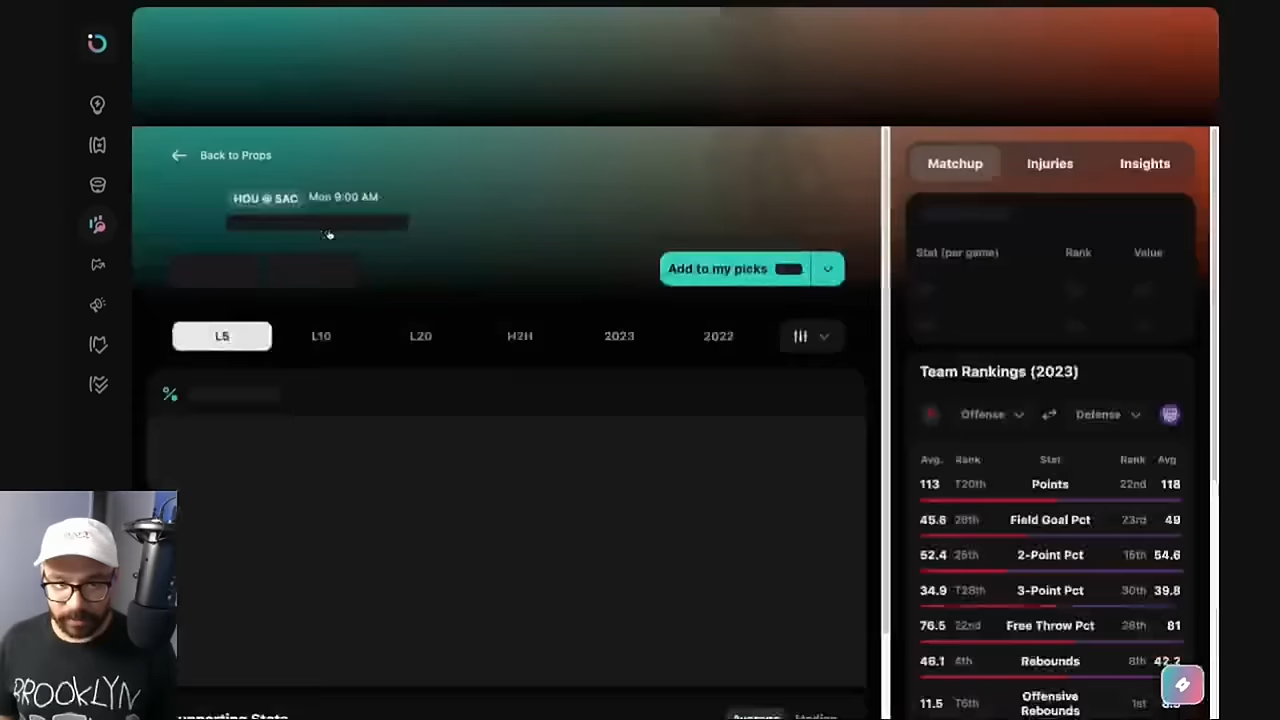 Back to Props
HOU @ SAC Mon 9:00 AM
Add to my picks
L5 L10 L20 H2H 2023 2022
%
Matchup Injuries Insights
Stat (per game) Rank Value
Team Rankings (2023)
Offense Defense
Avg. Rank Stat Rank Avg
113 T20th Points 22nd 118
45.6 28th Field Goal Pct 23rd 49
52.4 25th 2-Point Pct 15th 54.6
34.9 T28th 3-Point Pct 30th 39.8
76.5 22nd Free Throw Pct 28th 81
46.1 4th Rebounds 8th 42.2
11.5 T6th Offensive Rebounds 1st
Average Median
BROOKLYN